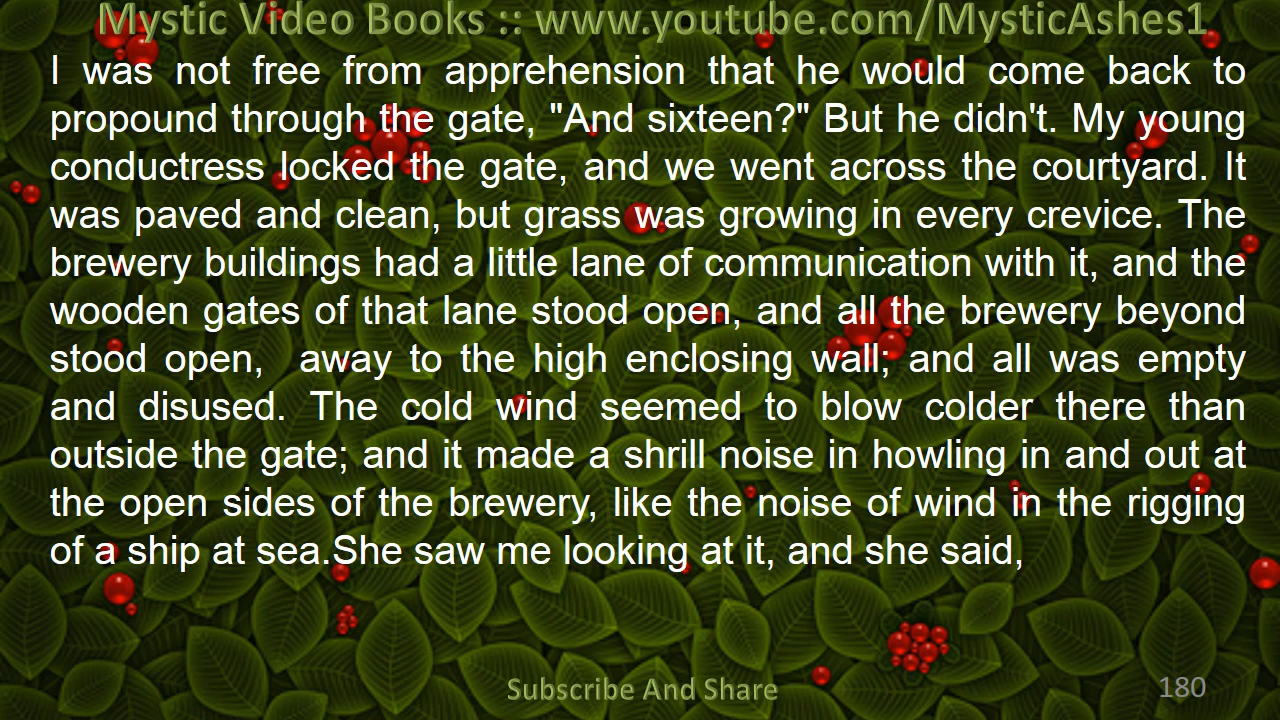 Mystic Video Books :: www.youtube.com/MysticAshes1
I was not free from apprehension that he would come back to
propound through the gate, "And sixteen?" But he didn't. My young
conductress locked the gate, and we went across the courtyard. It
was paved and clean, but grass was growing in every crevice. The
brewery buildings had a little lane of communication with it, and the
wooden gates of that lane stood open, and all the brewery beyond
stood open, away to the high enclosing wall; and all was empty
and disused. The cold wind seemed to blow colder there than
outside the gate; and it made a shrill noise in howling in and out at
the open sides of the brewery, like the noise of wind in the rigging
of a ship at sea.She saw me looking at it, and she said,
Subscribe And Share
180